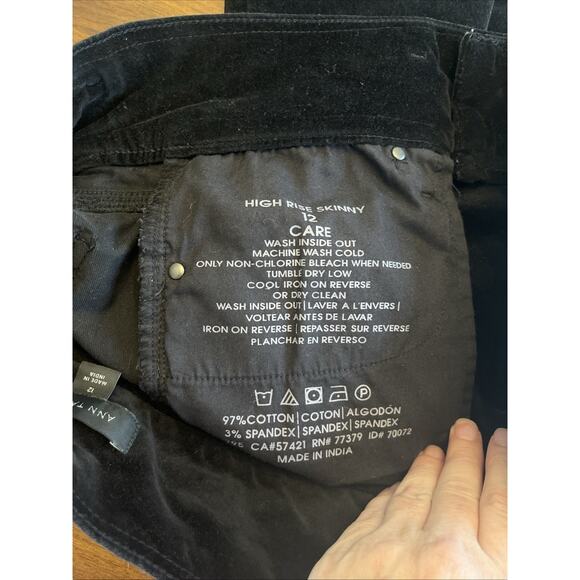 HIGH RISE SKINNY
12
CARE
WASH INSIDE OUT
MACHINE WASH COLD
ONLY NON-CHLORINE BLEACH WHEN NEEDED
TUMBLE DRY LOW
COOL IRON ON REVERSE
OR DRY CLEAN
WASH INSIDE OUT | LAVER A L'ENVERS |
VOLTEAR ANTES DE LAVAR
IRON ON REVERSE | REPASSER SUR REVERSE
PLANCHAR EN REVERSO
97%COTTON | COTON | ALGODÓN
3% SPANDEX | SPANDEX | SPANDEX
CA#57421 RN# 77379 ID# 70072
MADE IN INDIA
12
MADE IN
INDIA
ANN